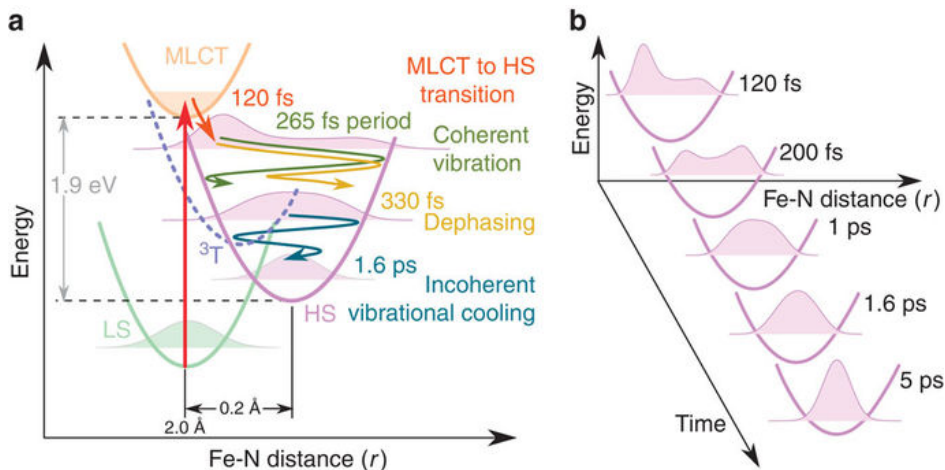 a
MLCT
MLCT to HS
transition
120 fs
265 fs period
Coherent
vibration
1.9 eV
330 fs
Dephasing
³T
1.6 ps
Incoherent
vibrational cooling
HS
LS
0.2 Å
2.0 Å
Energy
Fe-N distance (r)
b
Energy
120 fs
200 fs
Fe-N distance (r)
1 ps
1.6 ps
5 ps
Time